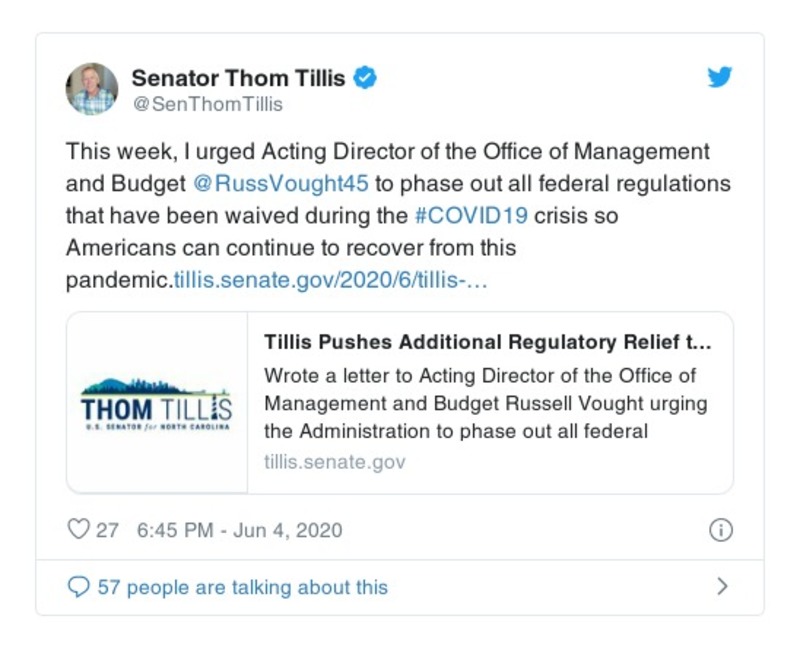 Senator Thom Tillis
@SenThomTillis
This week, I urged Acting Director of the Office of Management
and Budget @RussVought45 to phase out all federal regulations
that have been waived during the #COVID19 crisis so
Americans can continue to recover from this
pandemic.tillis.senate.gov/2020/6/tillis-…
Tillis Pushes Additional Regulatory Relief t…
Wrote a letter to Acting Director of the Office of
Management and Budget Russell Vought urging
the Administration to phase out all federal
tillis.senate.gov
THOM TILLIS
U.S. SENATOR for NORTH CAROLINA
27 6:45 PM - Jun 4, 2020
57 people are talking about this